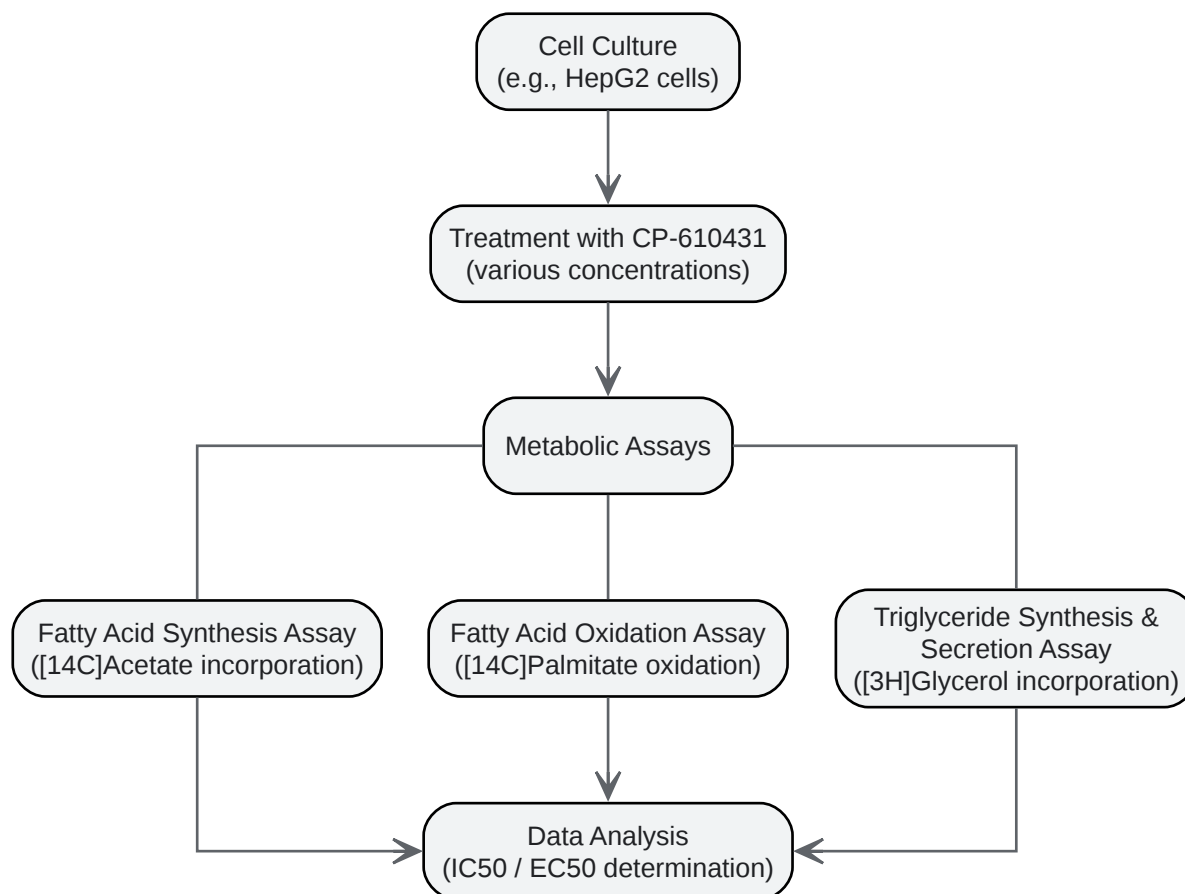 Cell Culture
(e.g., HepG2 cells)
Treatment with CP-610431
(various concentrations)
Metabolic Assays
Fatty Acid Synthesis Assay
([14C]Acetate incorporation)
Fatty Acid Oxidation Assay
([14C]Palmitate oxidation)
Triglyceride Synthesis &
Secretion Assay
([3H]Glycerol incorporation)
Data Analysis
(IC50 / EC50 determination)